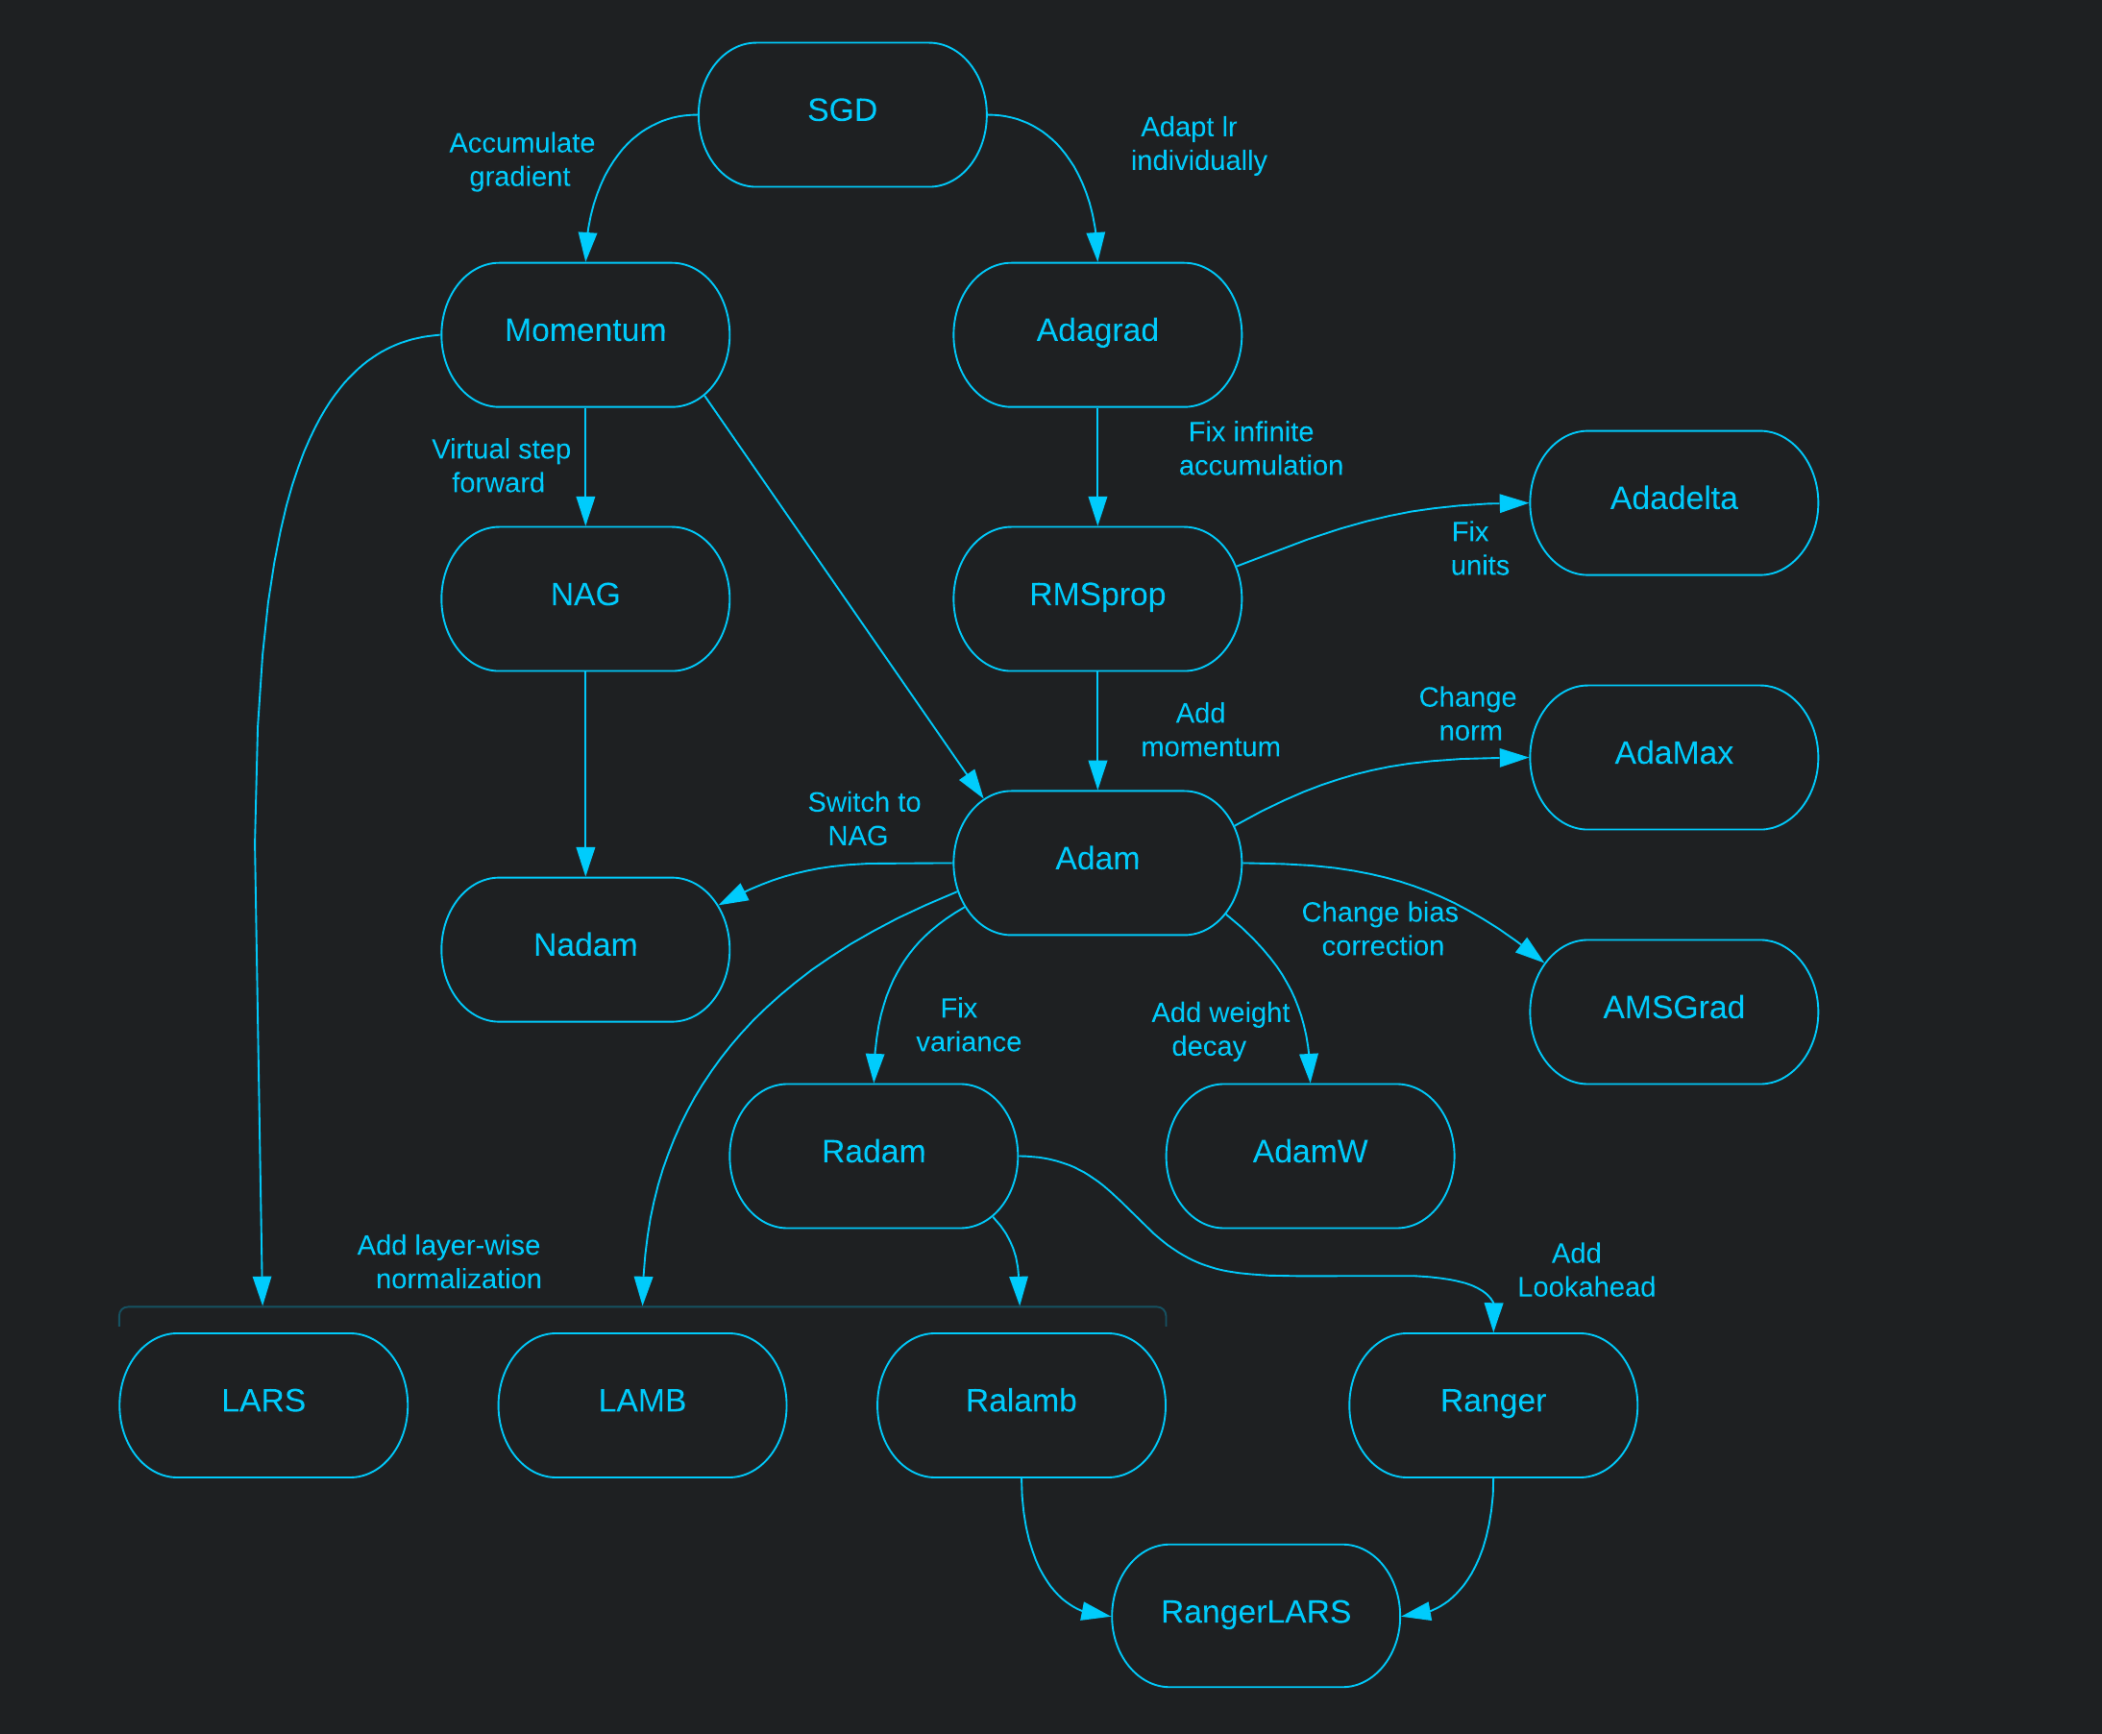 SGD
Accumulate
gradient
Adapt lr
individually
Momentum
Adagrad
Virtual step
forward
Fix infinite
accumulation
Adadelta
Fix
units
NAG
RMSprop
Add
momentum
Change
norm
AdaMax
Switch to
NAG
Adam
Nadam
Change bias
correction
AMSGrad
Fix
variance
Add weight
decay
Radam
AdamW
Add layer-wise
normalization
Add
Lookahead
LARS
LAMB
Ralamb
Ranger
RangerLARS